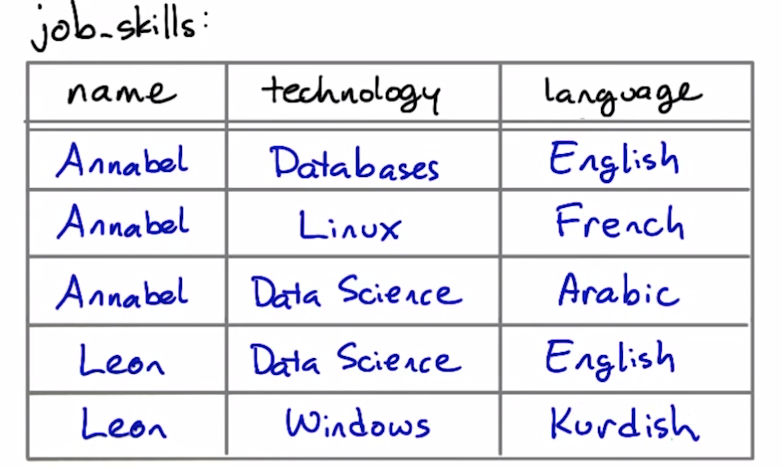 job_skills:
name technology language
Annabel Databases English
Annabel Linux French
Annabel Data Science Arabic
Leon Data Science English
Leon Windows Kurdish